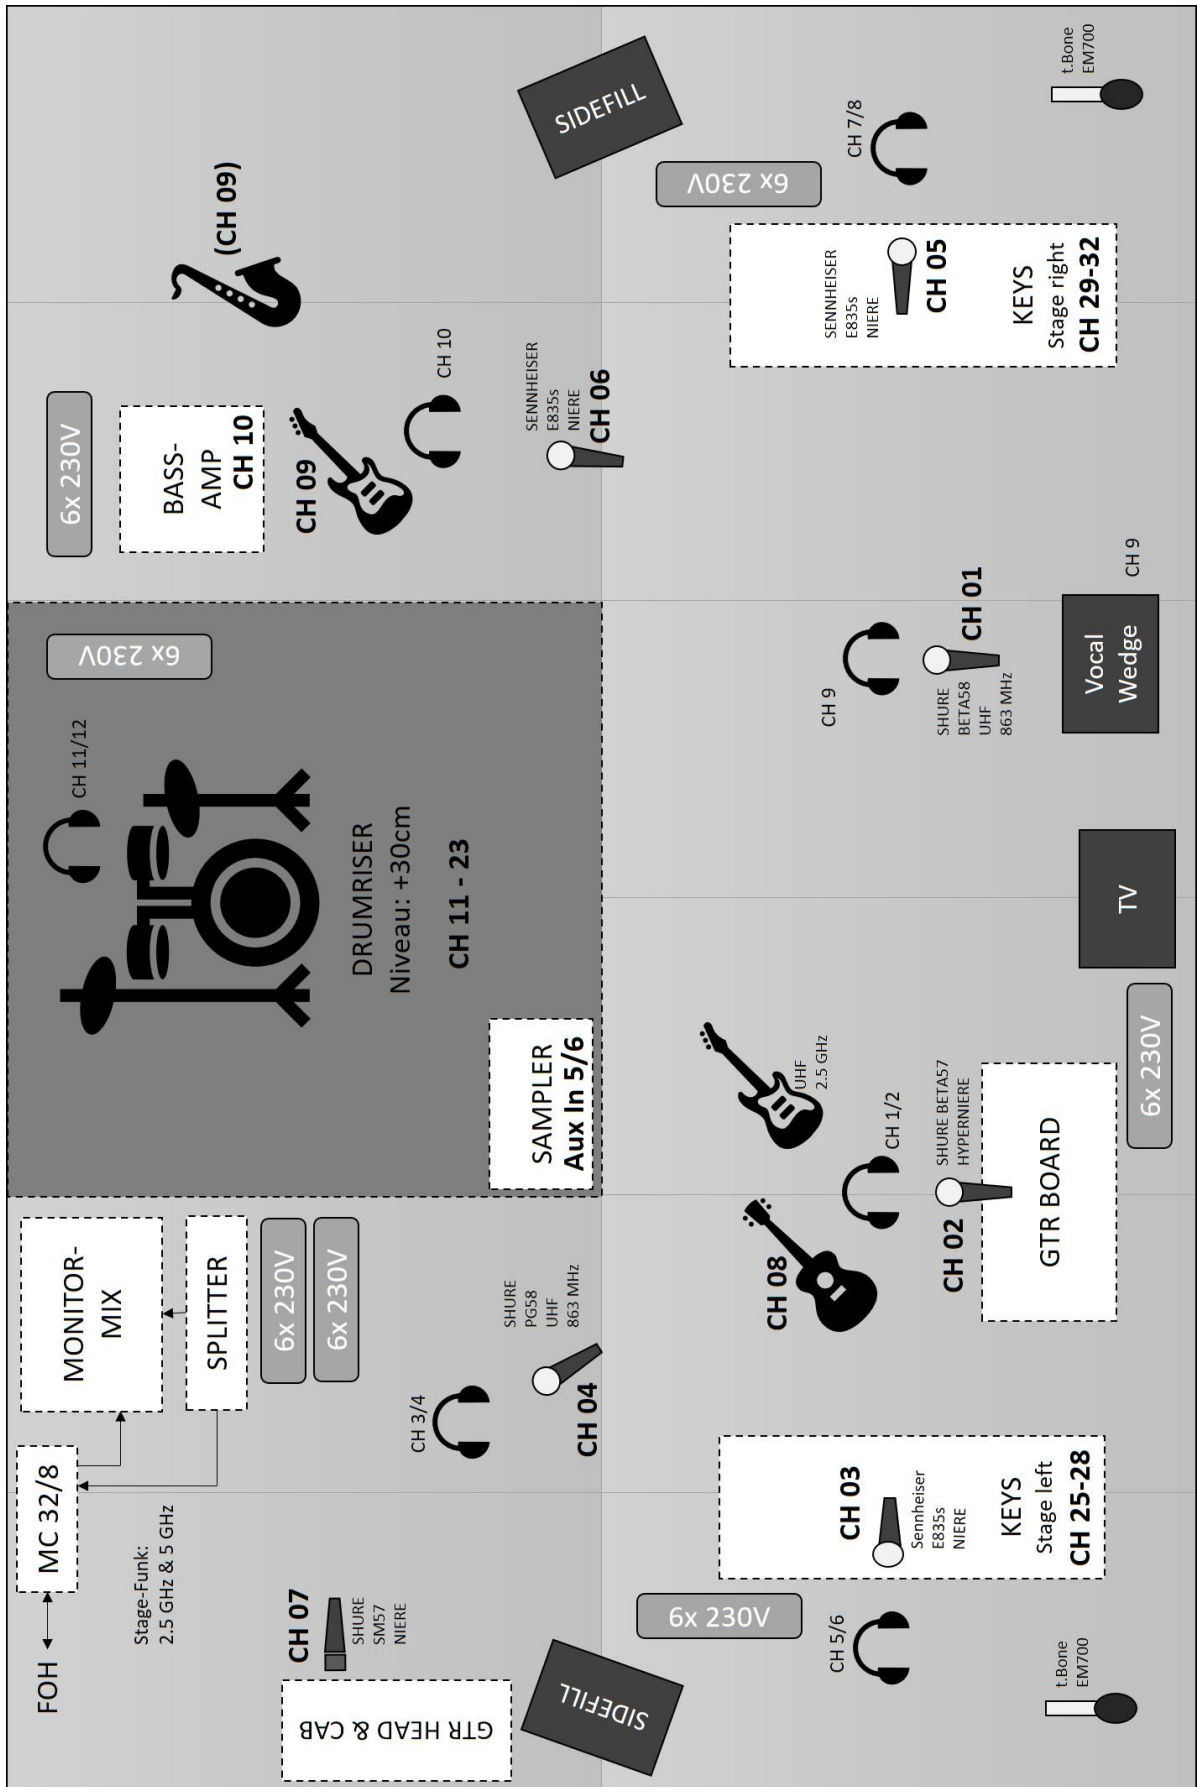 FOH
MC 32/8
MONITOR-
MIX
SPLITTER
Stage-Funk:
2.5 GHz & 5 GHz
6x 230V
6x 230V
CH 07
SHURE
SM57
NIERE
GTR HEAD & CAB
SIDEFILL
CH 3/4
SHURE
PG58
UHF
863 MHz
CH 04
6x 230V
CH 11/12
DRUMRISER
Niveau: +30cm
CH 11 - 23
SAMPLER
Aux In 5/6
6x 230V
BASS-
AMP
CH 10
CH 09
CH 10
(CH 09)
SENNHEISER
E835s
NIERE
CH 06
SIDEFILL
6x 230V
CH 5/6
CH 03
Sennheiser
E835s
NIERE
KEYS
Stage left
CH 25-28
t.Bone
EM700
CH 08
UHF
2.5 GHz
CH 1/2
SHURE BETA57
HYPERNIERE
CH 02
GTR BOARD
6x 230V
TV
CH 9
CH 01
SHURE
BETA58
UHF
863 MHz
Vocal
Wedge
CH 9
6x 230V
CH 7/8
SENNHEISER
E835s
NIERE
CH 05
KEYS
Stage right
CH 29-32
t.Bone
EM700